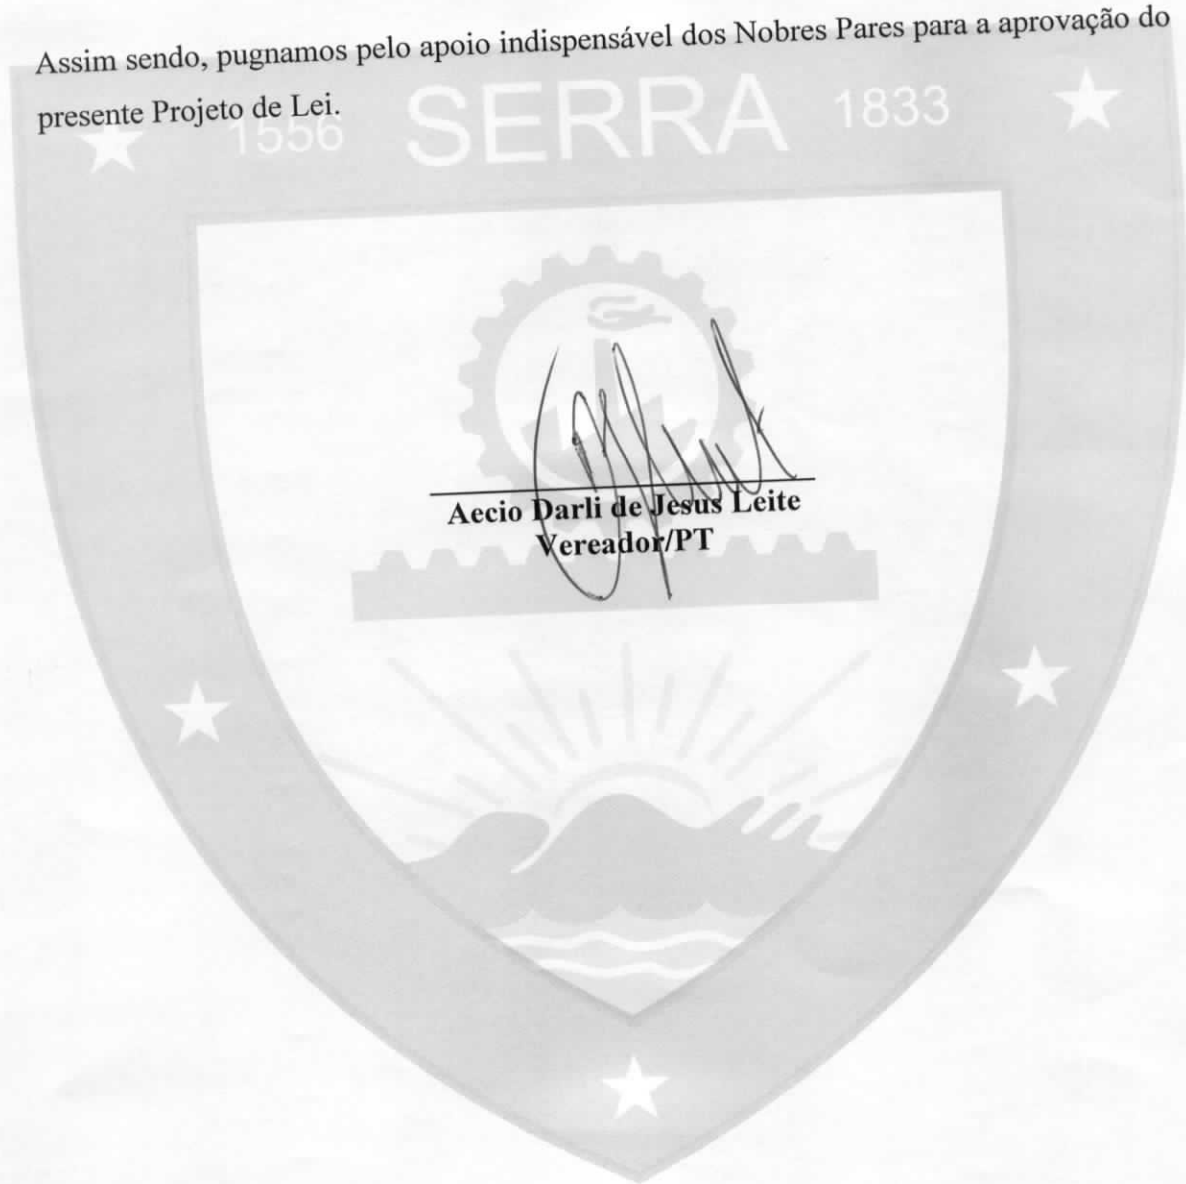 Assim sendo, pugnamos pelo apoio indispensável dos Nobres Pares para a aprovação do
presente Projeto de Lei.
1556 SERRA 1833
Aecio Darli de Jesus Leite
Vereador/PT